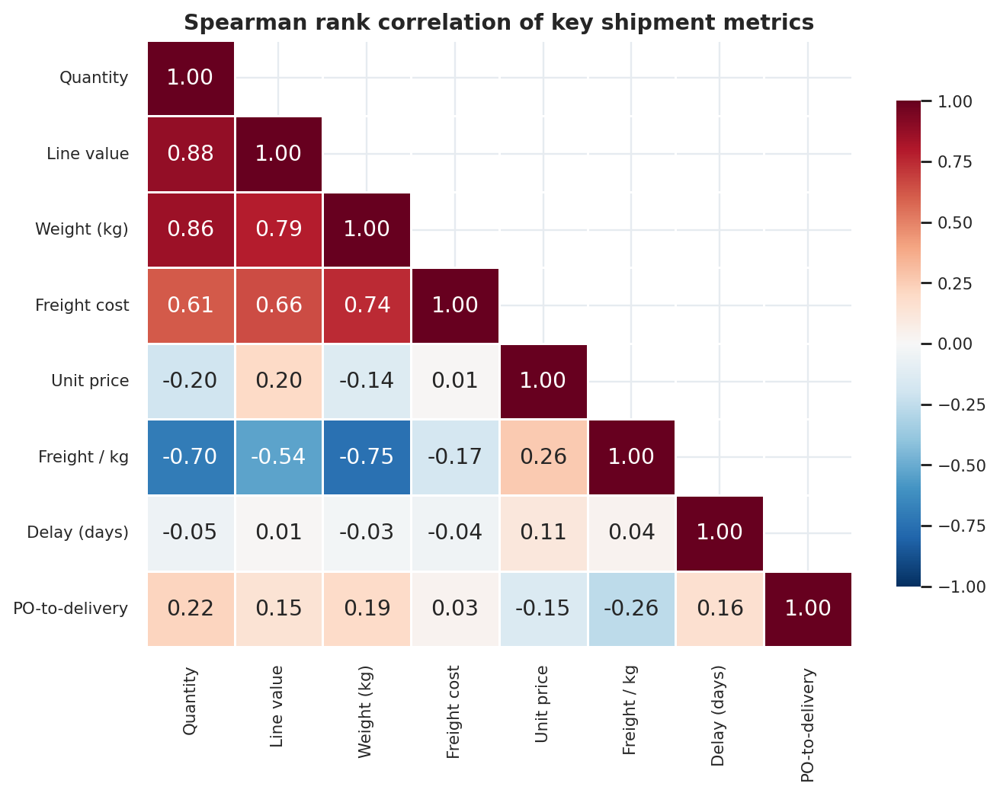 Spearman rank correlation of key shipment metrics
Quantity
1.00
Line value
0.88 1.00
Weight (kg)
0.86 0.79 1.00
Freight cost
0.61 0.66 0.74 1.00
Unit price
-0.20 0.20 -0.14 0.01 1.00
Freight / kg
-0.70 -0.54 -0.75 -0.17 0.26 1.00
Delay (days)
-0.05 0.01 -0.03 -0.04 0.11 0.04 1.00
PO-to-delivery
0.22 0.15 0.19 0.03 -0.15 -0.26 0.16 1.00
Quantity
Line value
Weight (kg)
Freight cost
Unit price
Freight / kg
Delay (days)
PO-to-delivery
1.00
0.75
0.50
0.25
0.00
−0.25
−0.50
−0.75
−1.00